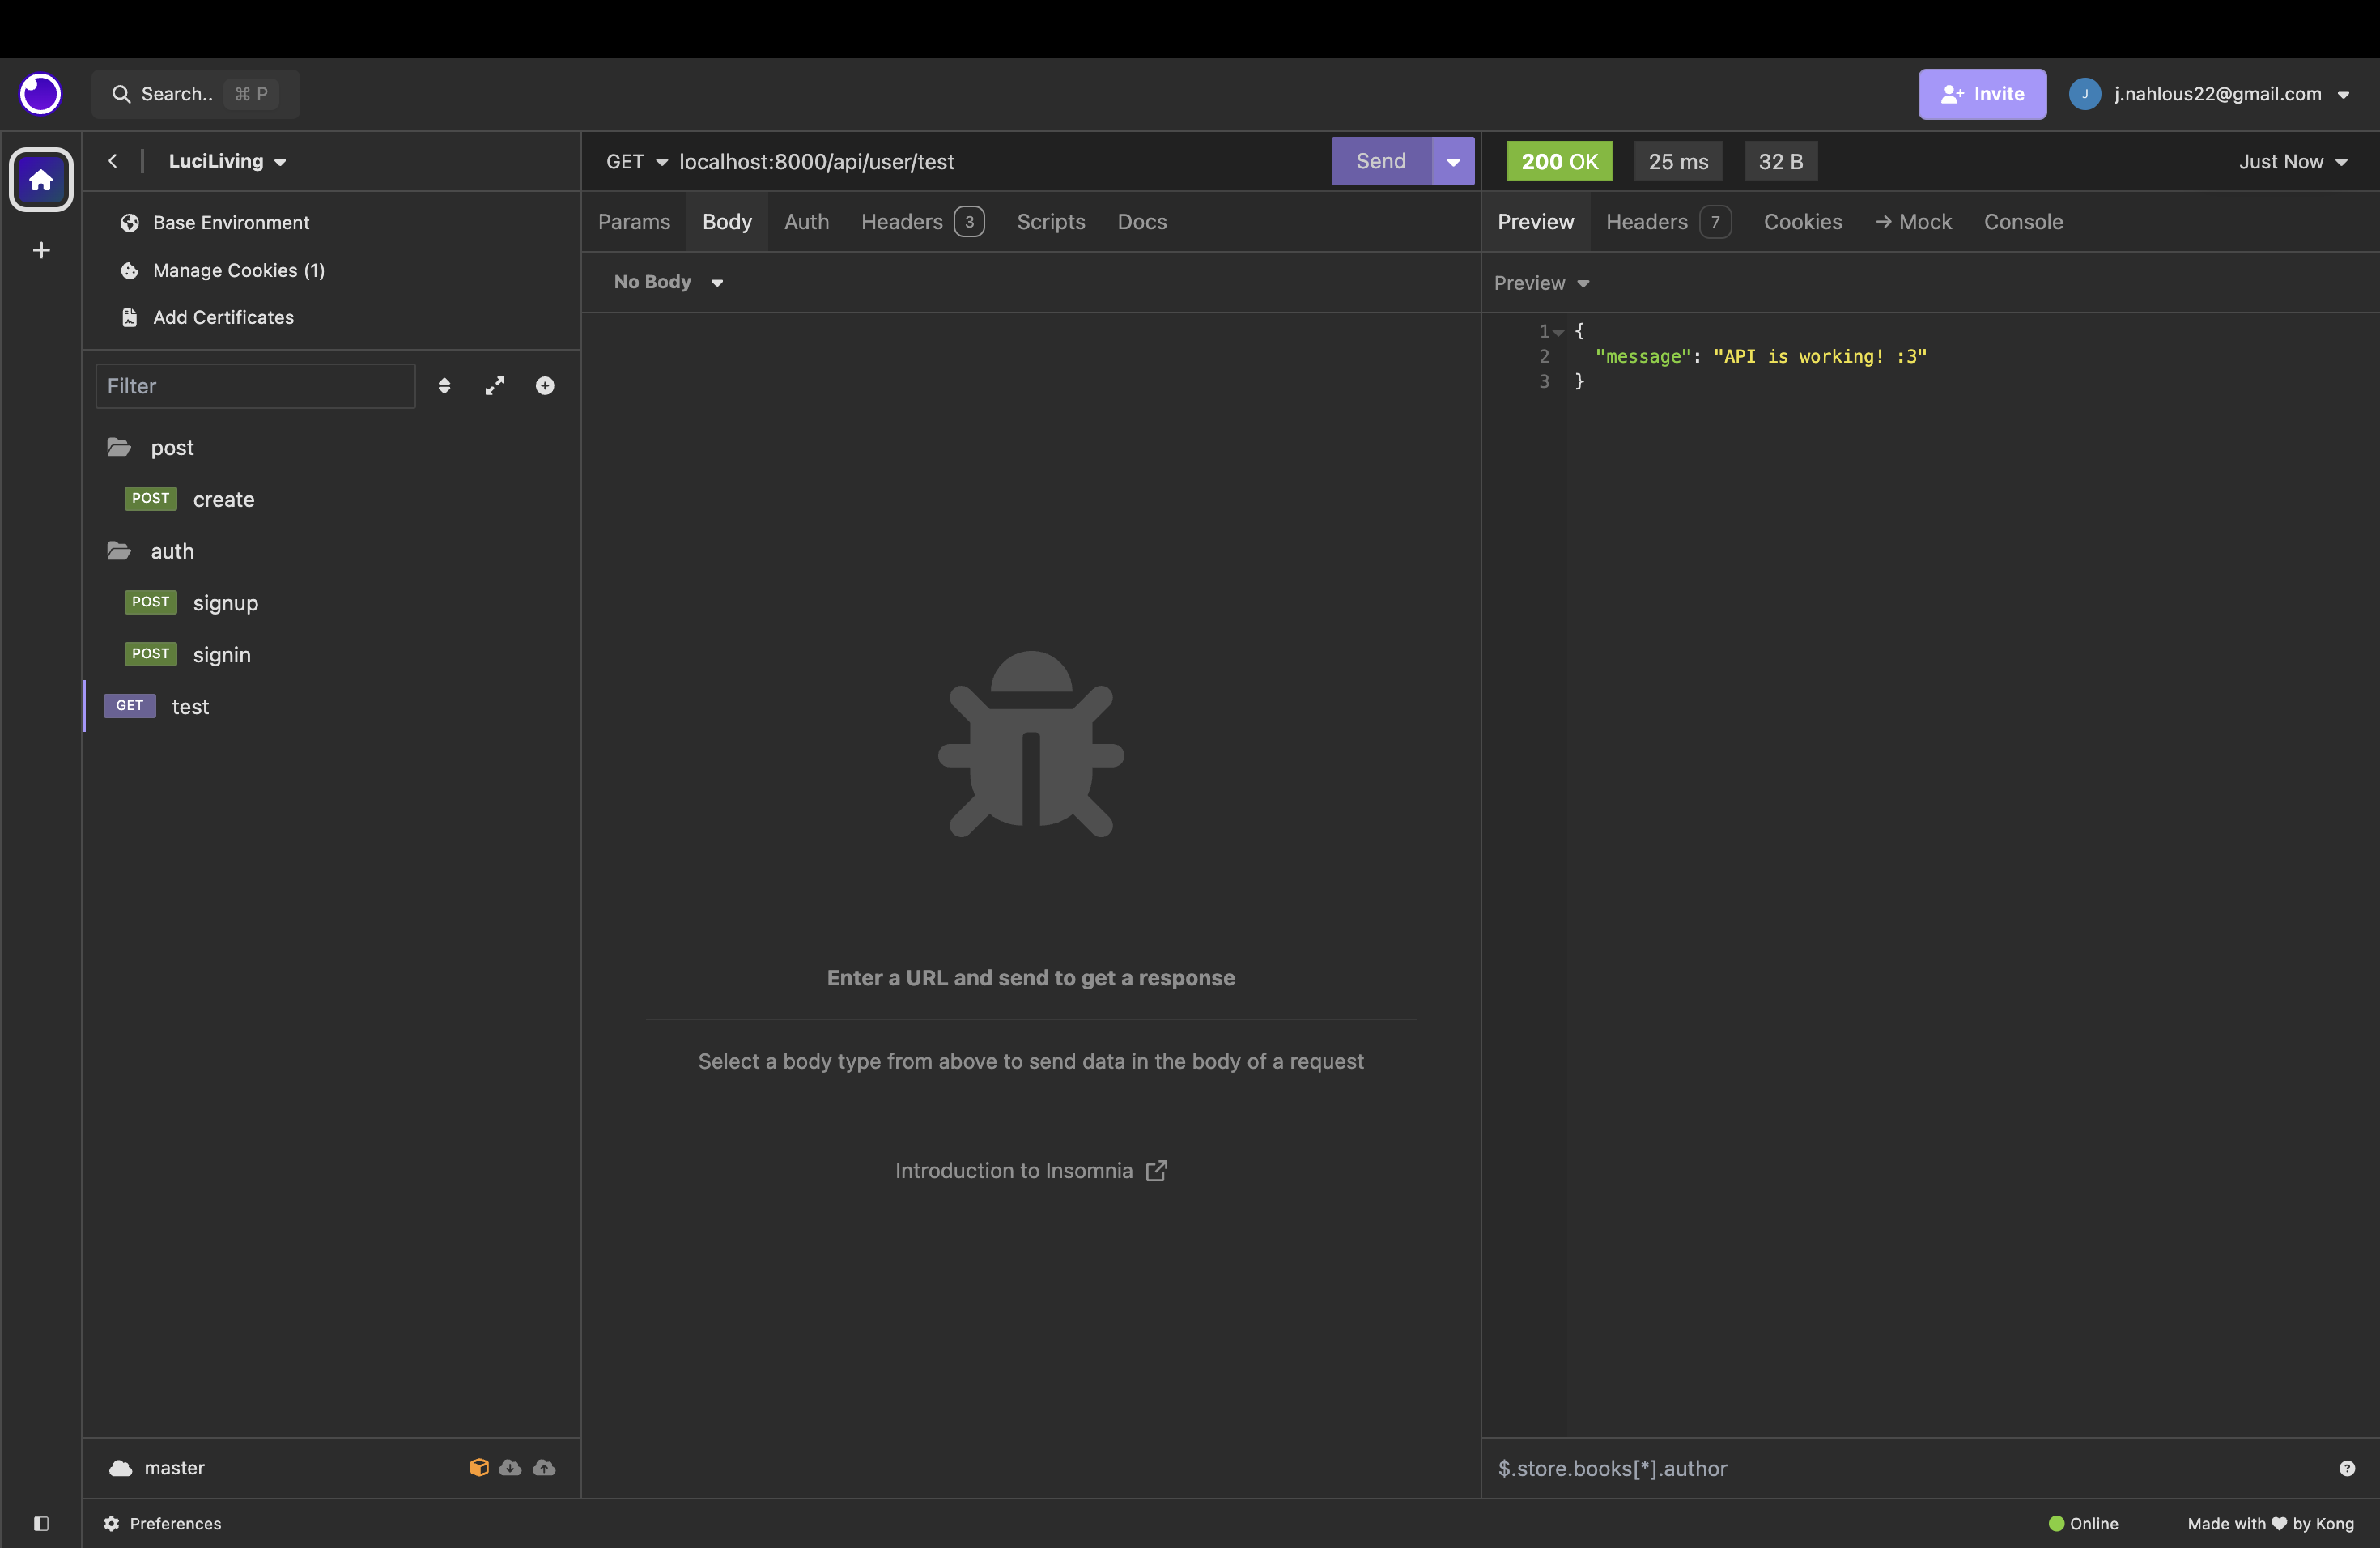 Search.. ⌘ P
Invite
J j.nahlous22@gmail.com
LuciLiving
Base Environment
Manage Cookies (1)
Add Certificates
Filter
post
POST create
auth
POST signup
POST signin
GET test
master
Preferences
GET localhost:8000/api/user/test Send
Params Body Auth Headers 3 Scripts Docs
No Body
Enter a URL and send to get a response
Select a body type from above to send data in the body of a request
Introduction to Insomnia
200 OK 25 ms 32 B Just Now
Preview Headers 7 Cookies → Mock Console
Preview
1 {
2 "message": "API is working! :3"
3 }
$.store.books[*].author
Online Made with ♥ by Kong